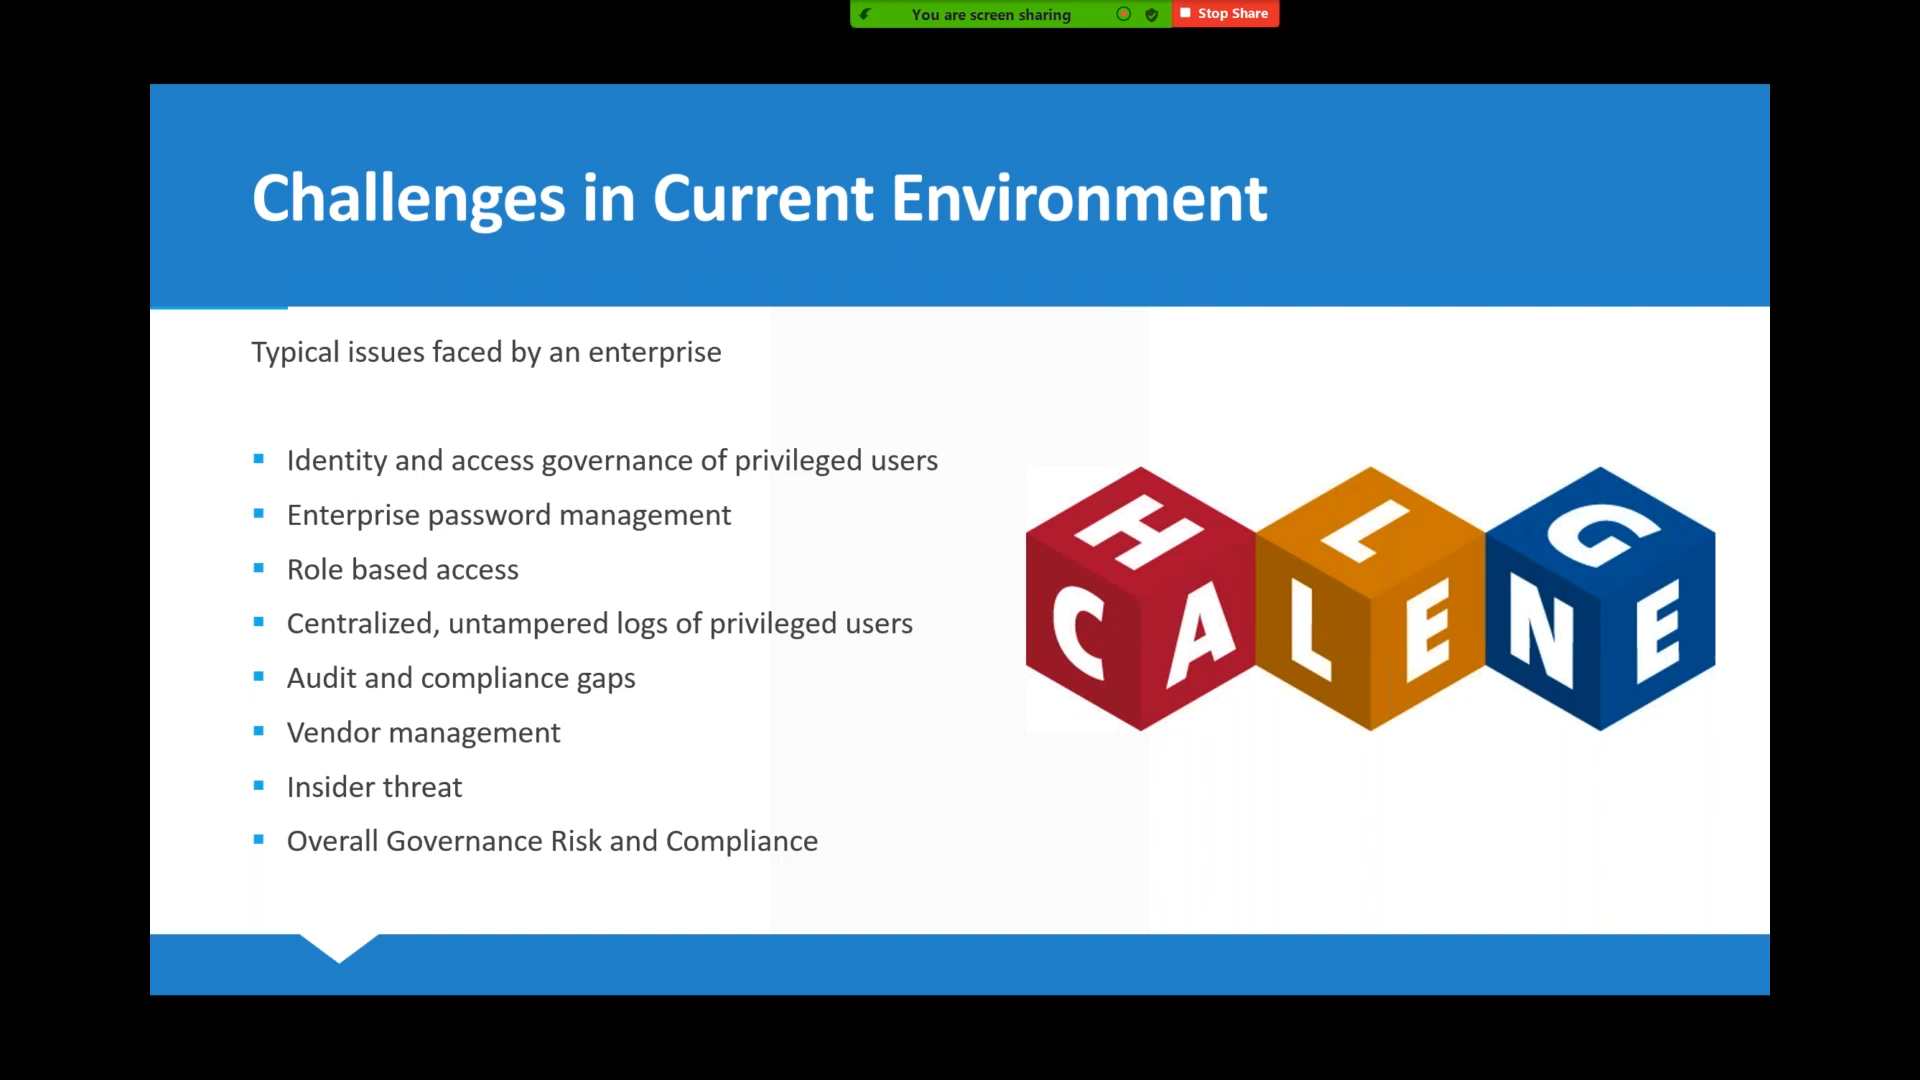 You are screen sharing
Stop Share
Challenges in Current Environment
Typical issues faced by an enterprise
Identity and access governance of privileged users
Enterprise password management
Role based access
Centralized, untampered logs of privileged users
Audit and compliance gaps
Vendor management
Insider threat
Overall Governance Risk and Compliance
H L G
C A L E N E